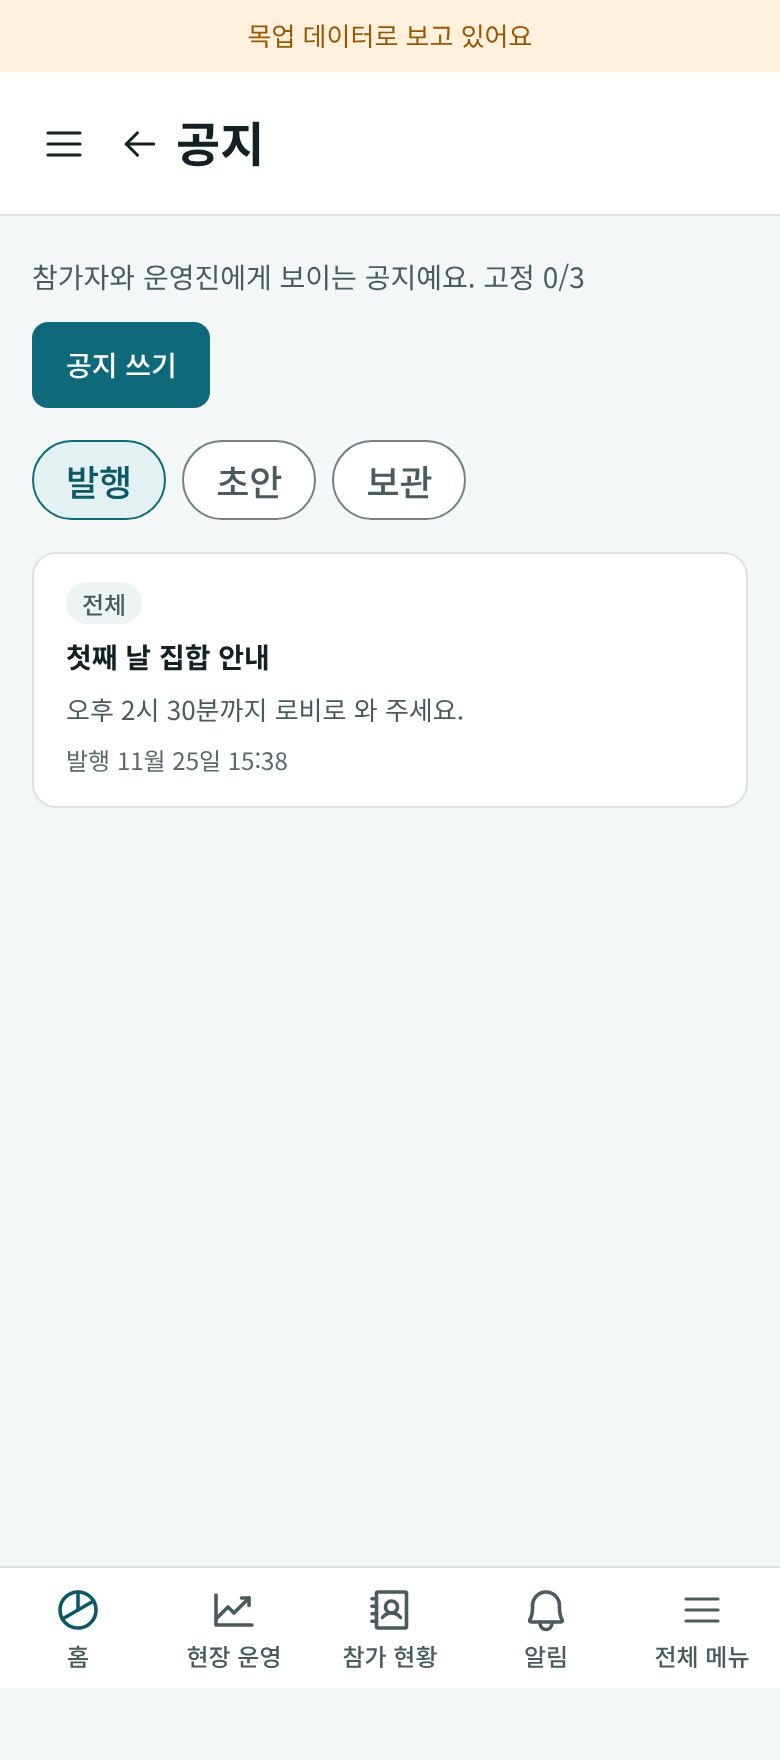 목업 데이터로 보고 있어요
공지
참가자와 운영진에게 보이는 공지예요. 고정 0/3
공지 쓰기
발행 초안 보관
전체
첫째 날 집합 안내
오후 2시 30분까지 로비로 와 주세요.
발행 11월 25일 15:38
홈 현장 운영 참가 현황 알림 전체 메뉴